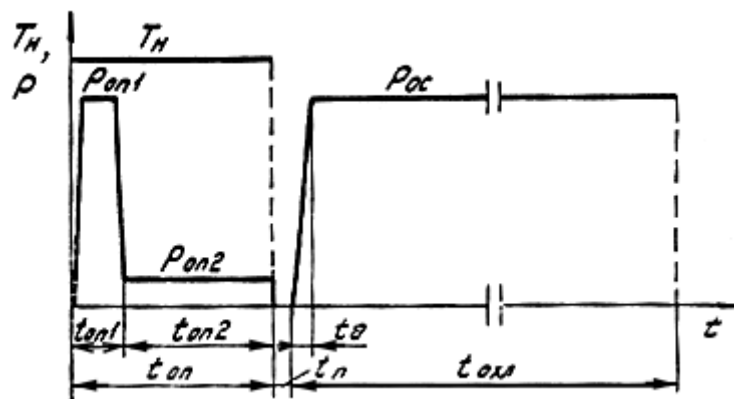 Tн,
P
Tн
Pоп1
Pос
Pоп2
tоп1
tоп2
tв
t
tоп
tп
tохл